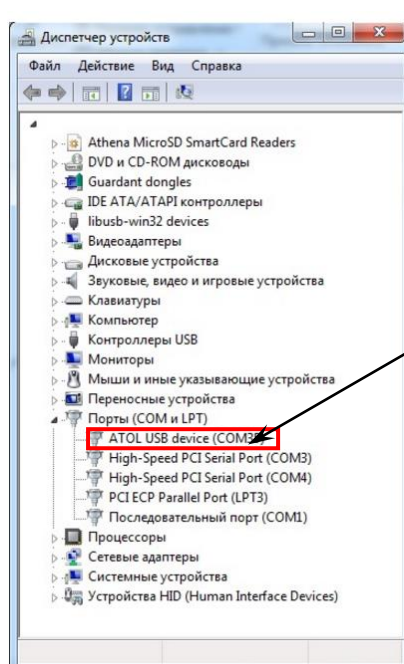 Диспетчер устройств
Файл Действие Вид Справка
Athena MicroSD SmartCard Readers
DVD и CD-ROM дисководы
Guardant dongles
IDE ATA/ATAPI контроллеры
libusb-win32 devices
Видеоадаптеры
Дисковые устройства
Звуковые, видео и игровые устройства
Клавиатуры
Компьютер
Контроллеры USB
Мониторы
Мыши и иные указывающие устройства
Переносные устройства
Порты (COM и LPT)
ATOL USB device
High-Speed PCI Serial Port (COM3)
High-Speed PCI Serial Port (COM4)
PCI ECP Parallel Port (LPT3)
Последовательный порт (COM1)
Процессоры
Сетевые адаптеры
Системные устройства
Устройства HID (Human Interface Devices)